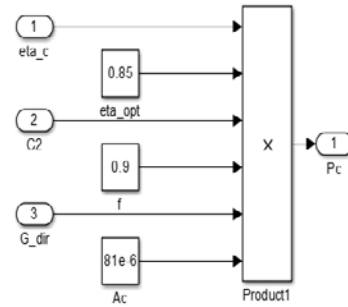 1
eta_c
0.85
eta_opt
2
C2
0.9
f
3
G_dir
81e-6
Ac
X
Product1
1
Pc